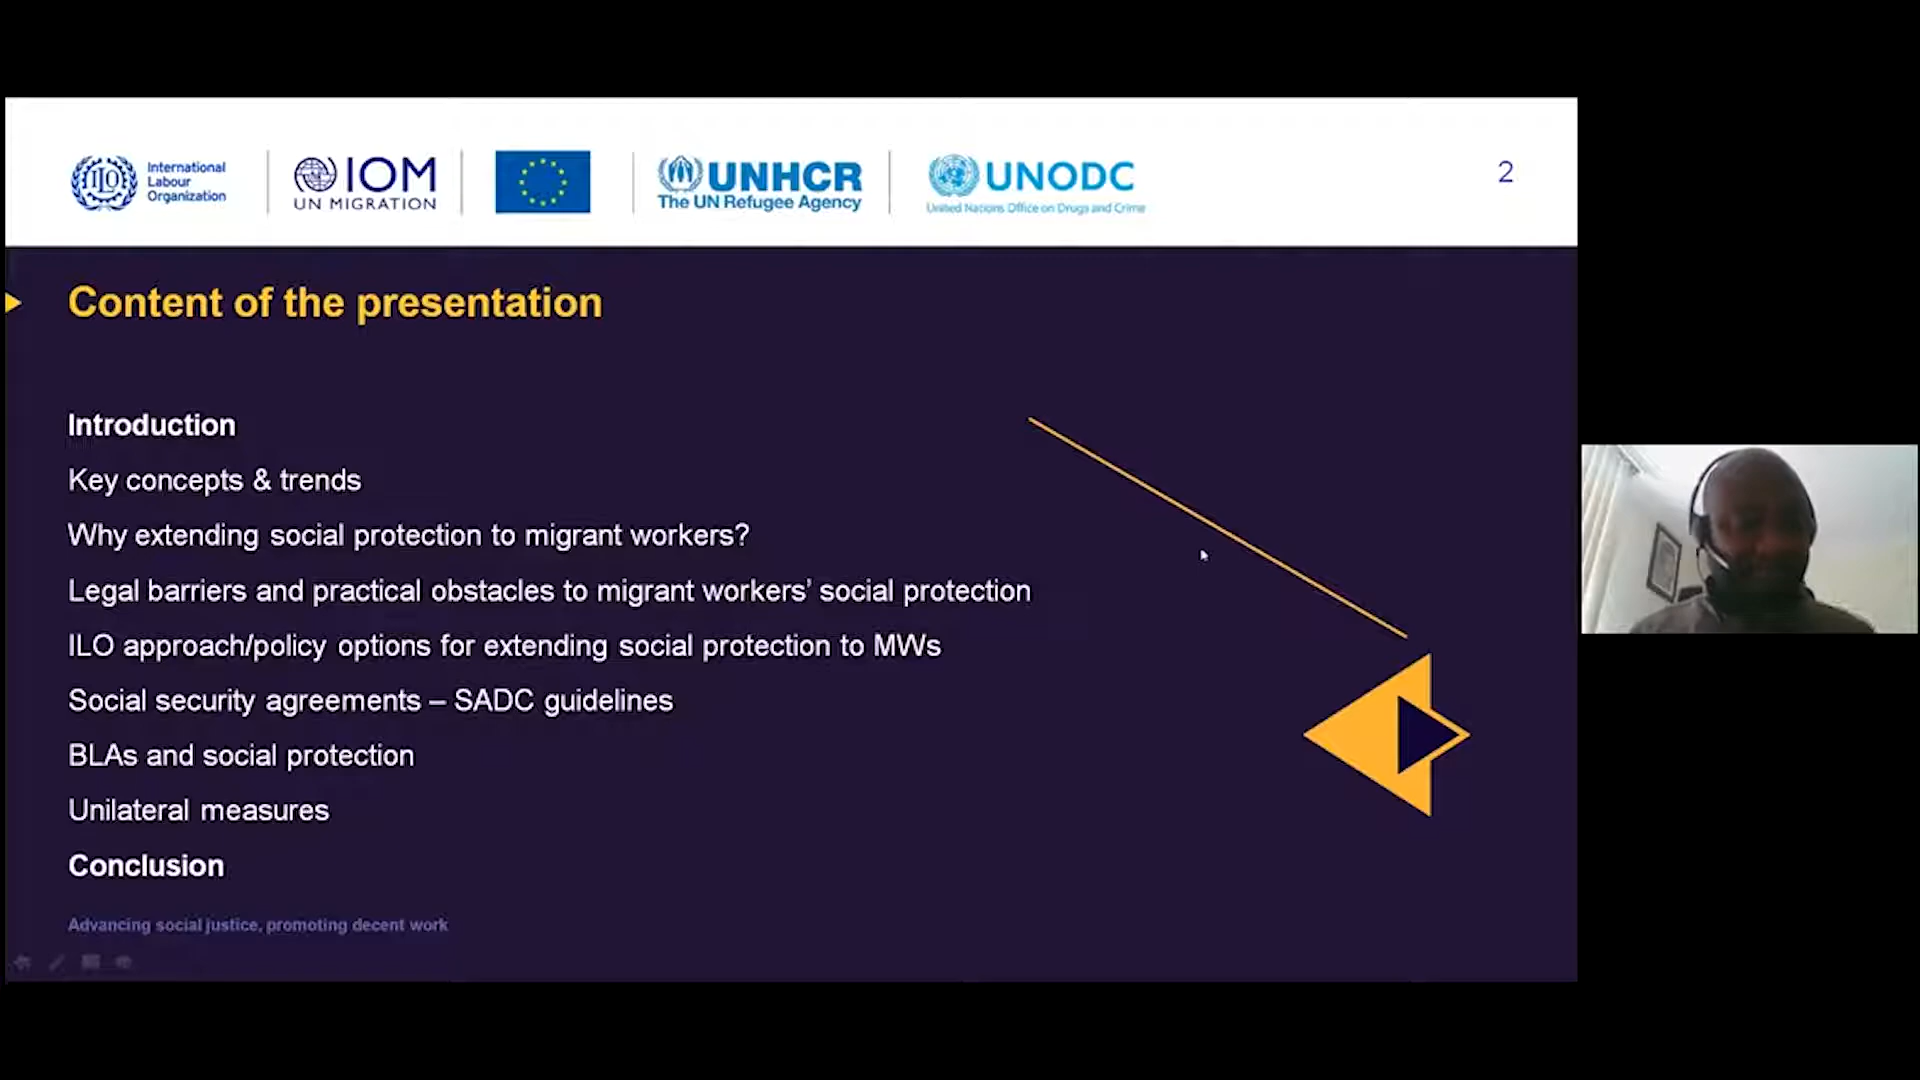 International
Labour
Organization
IOM
UN MIGRATION
UNHCR
The UN Refugee Agency
UNODC
United Nations Office on Drugs and Crime
2
Content of the presentation
Introduction
Key concepts & trends
Why extending social protection to migrant workers?
Legal barriers and practical obstacles to migrant workers’ social protection
ILO approach/policy options for extending social protection to MWs
Social security agreements – SADC guidelines
BLAs and social protection
Unilateral measures
Conclusion
Advancing social justice, promoting decent work